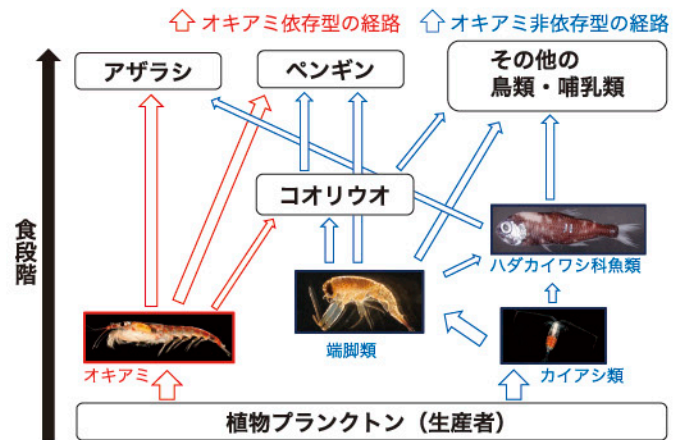 オキアミ依存型の経路
オキアミ非依存型の経路
アザラシ
ペンギン
その他の
鳥類・哺乳類
コオリウオ
食段階
ハダカイワシ科魚類
オキアミ
端脚類
カイアシ類
植物プランクトン（生産者）